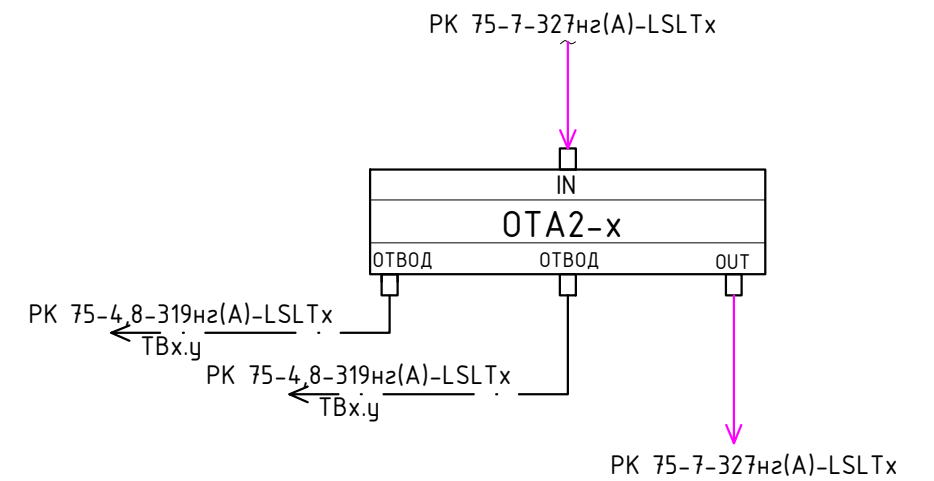 РК 75-7-327нг(А)-LSLTx
IN
ОТА2-х
ОТВОД
ОТВОД
OUT
РК 75-4,8-319нг(А)-LSLTx
ТВх.у
РК 75-4,8-319нг(А)-LSLTx
ТВх.у
РК 75-7-327нг(А)-LSLTx